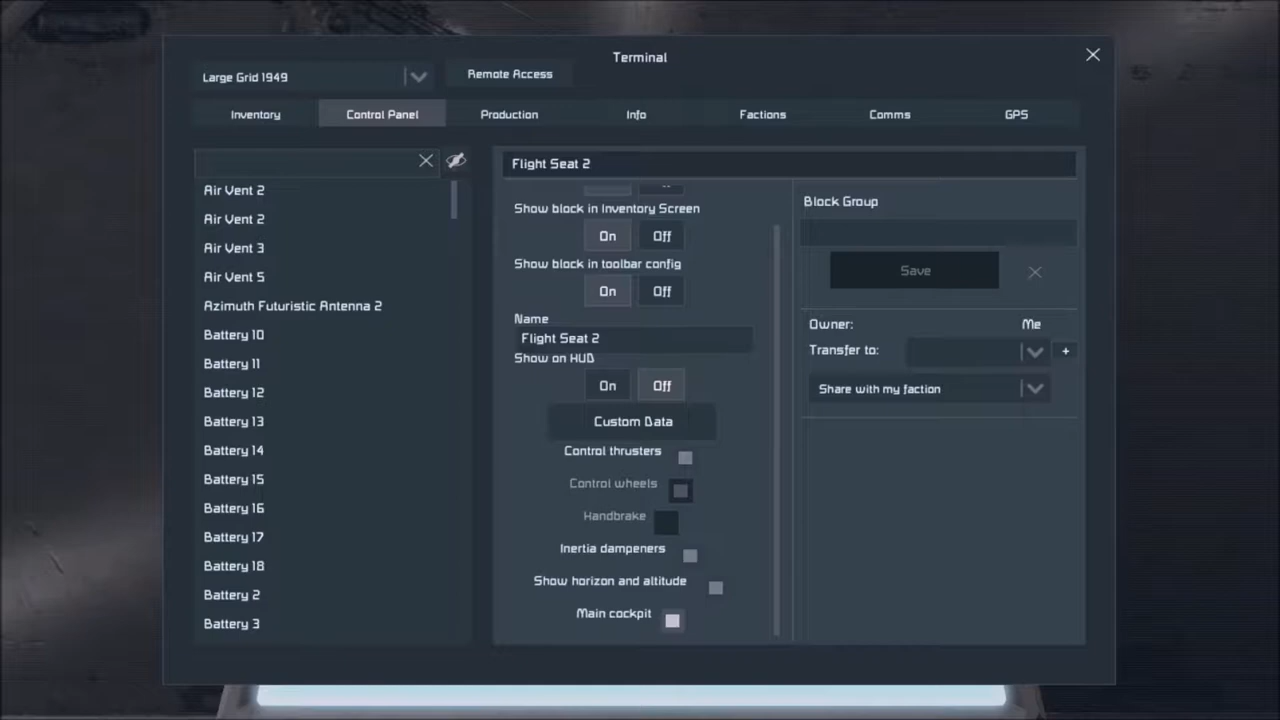 Terminal
Large Grid 1949
Remote Access
Inventory Control Panel Production Info Factions Comms GPS
Air Vent 2
Air Vent 2
Air Vent 3
Air Vent 5
Azimuth Futuristic Antenna 2
Battery 10
Battery 11
Battery 12
Battery 13
Battery 14
Battery 15
Battery 16
Battery 17
Battery 18
Battery 2
Battery 3
Flight Seat 2
Show block in Inventory Screen
On Off
Show block in toolbar config
On Off
Name
Flight Seat 2
Show on HUD
On Off
Custom Data
Control thrusters
Control wheels
Handbrake
Inertia dampeners
Show horizon and altitude
Main cockpit
Block Group
Save
Owner: Me
Transfer to:
+
Share with my faction